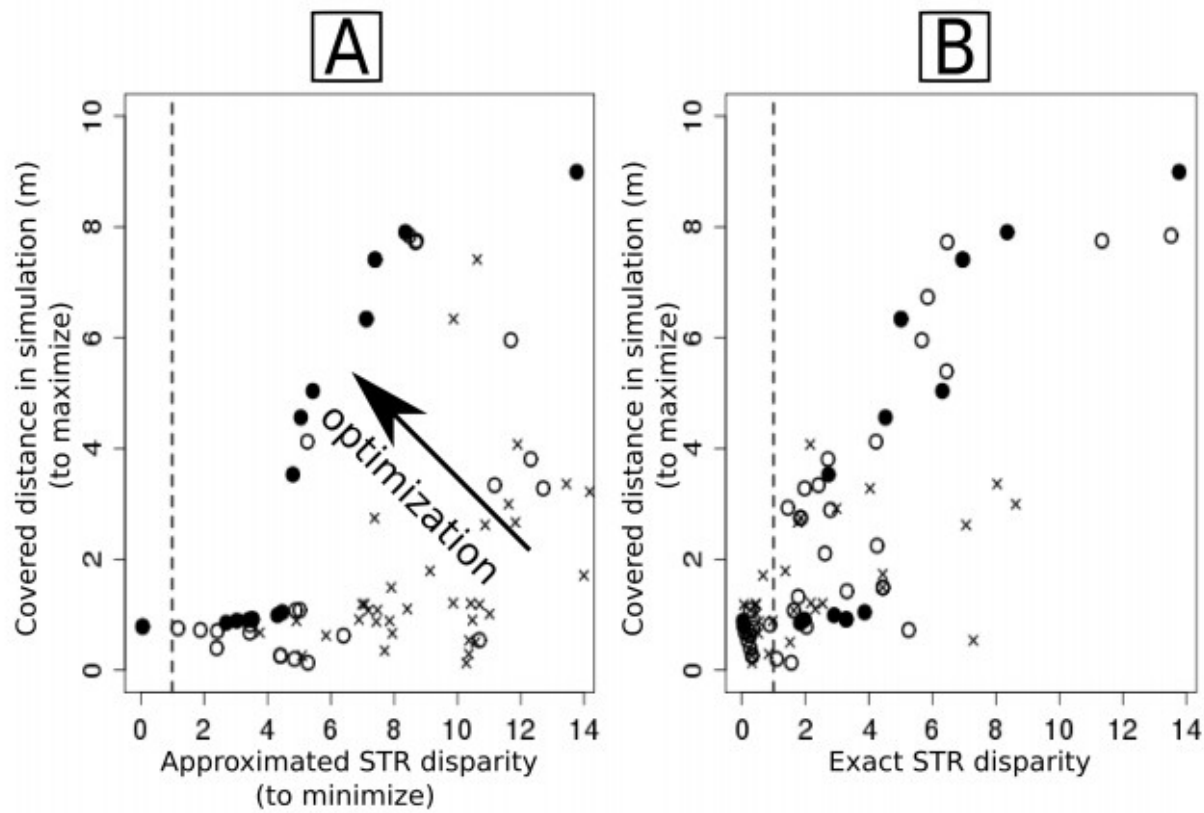 A
B
Covered distance in simulation (m)
(to maximize)
10
8
6
4
2
0
optimization
0 2 4 6 8 10 12 14
Approximated STR disparity
(to minimize)
Covered distance in simulation (m)
(to maximize)
10
8
6
4
2
0
0 2 4 6 8 10 12 14
Exact STR disparity